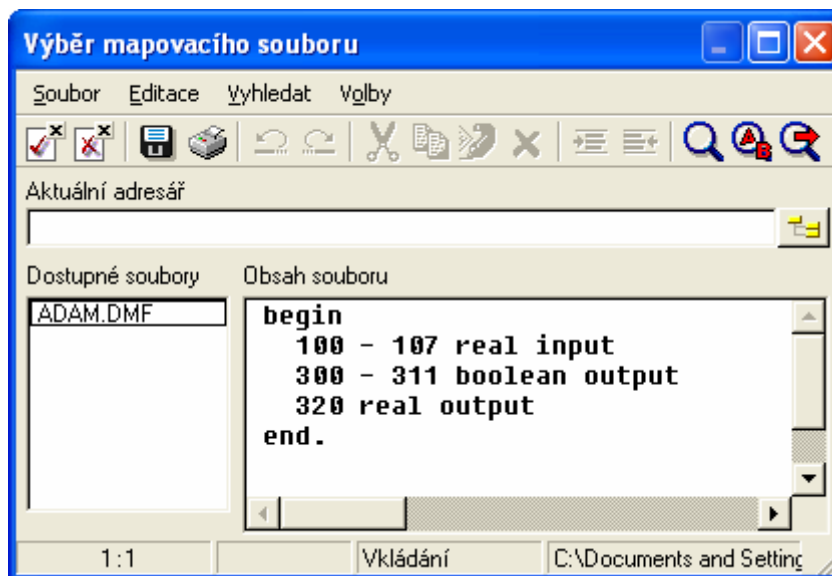 Výběr mapovacího souboru
Soubor Editace Vyhledat Volby
Aktuální adresář
Dostupné soubory
ADAM.DMF
Obsah souboru
begin
100 - 107 real input
300 - 311 boolean output
320 real output
end.
1:1 Vkládání C:\Documents and Setting